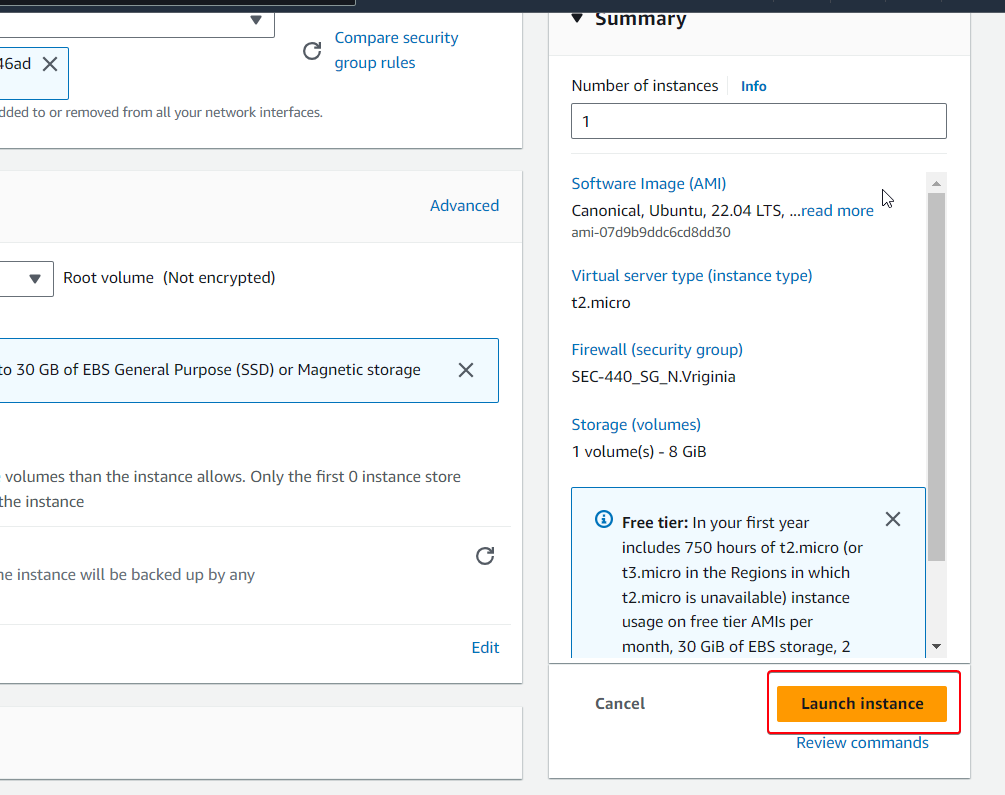 Compare security
group rules
46ad
dded to or removed from all your network interfaces.
Advanced
Root volume (Not encrypted)
to 30 GB of EBS General Purpose (SSD) or Magnetic storage
volumes than the instance allows. Only the first 0 instance store
the instance
ne instance will be backed up by any
Edit
Summary
Number of instances
Info
1
Software Image (AMI)
Canonical, Ubuntu, 22.04 LTS, ...read more
ami-07d9b9ddc6cd8dd30
Virtual server type (instance type)
t2.micro
Firewall (security group)
SEC-440_SG_N.Vriginia
Storage (volumes)
1 volume(s) - 8 GiB
Free tier: In your first year
includes 750 hours of t2.micro (or
t3.micro in the Regions in which
t2.micro is unavailable) instance
usage on free tier AMIs per
month, 30 GiB of EBS storage, 2
Cancel
Launch instance
Review commands